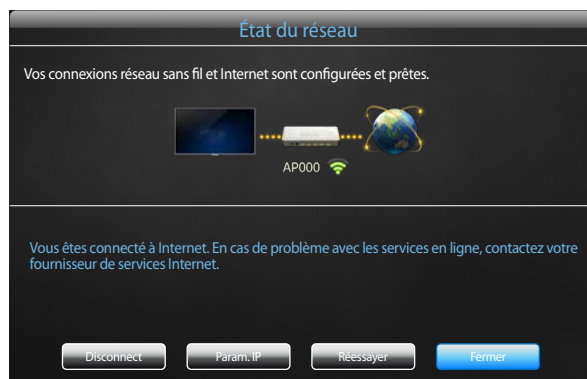 État du réseau
Vos connexions réseau sans fil et Internet sont configurées et prêtes.
AP000
Vous êtes connecté à Internet. En cas de problème avec les services en ligne, contactez votre
fournisseur de services Internet.
Disconnect
Param. IP
Réessayer
Fermer